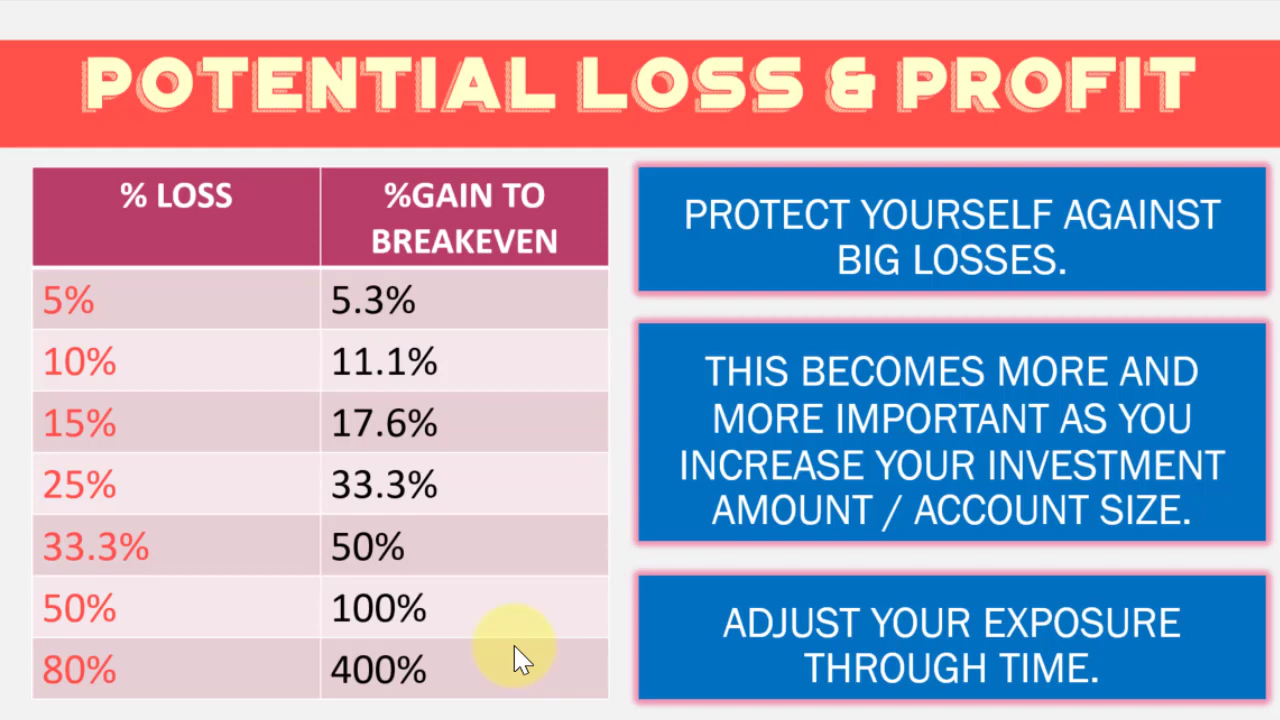 POTENTIAL LOSS & PROFIT
% LOSS
%GAIN TO
BREAKEVEN
5% 5.3%
10% 11.1%
15% 17.6%
25% 33.3%
33.3% 50%
50% 100%
80% 400%
PROTECT YOURSELF AGAINST
BIG LOSSES.
THIS BECOMES MORE AND
MORE IMPORTANT AS YOU
INCREASE YOUR INVESTMENT
AMOUNT / ACCOUNT SIZE.
ADJUST YOUR EXPOSURE
THROUGH TIME.